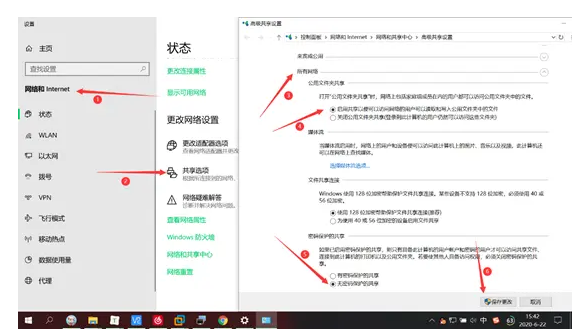 设置
主页
查找设置
网络和 Internet
1
状态
WLAN
以太网
拨号
VPN
飞行模式
移动热点
数据使用量
代理
状态
更改连接属性
显示可用网络
更改网络设置
更改适配器选项
查看网络适配器并更改
2
共享选项
网络疑难解答
诊断并解决网络问题。
查看网络属性
Windows 防火墙
网络和共享中心
网络重置
高级共享设置
控制面板 > 网络和 Internet > 网络和共享中心 > 高级共享设置
来宾或公用
所有网络
3
公用文件夹共享
打开“公用文件夹共享”时，网络上包括家庭组成员在内的用户都可以访问公用文件夹中的文件。
4
启用共享以便可以访问网络的用户可以读取和写入公用文件夹中的文件
关闭公用文件夹共享(登录到此计算机的用户仍然可以访问这些文件夹)
媒体流
当媒体流启用时，网络上的用户和设备便可以访问此计算机上的图片、音乐以及视频。此计算机还
可以在网络上查找媒体。
选择媒体流选项...
文件共享连接
Windows 使用 128 位加密帮助保护文件共享连接。某些设备不支持 128 位加密，必须使用 40 或
56 位加密。
使用 128 位加密帮助保护文件共享连接(推荐)
为使用 40 或 56 位加密的设备启用文件共享
密码保护的共享
如果已启用密码保护的共享，则只有具备此计算机的用户帐户和密码的用户才可以访问共享文件、
连接到此计算机的打印机以及公用文件夹。若要使其他人具备访问权限，必须关闭密码保护的共
享。
5
有密码保护的共享
无密码保护的共享
6
保存更改
取消
中
63
15:42
2020-6-22